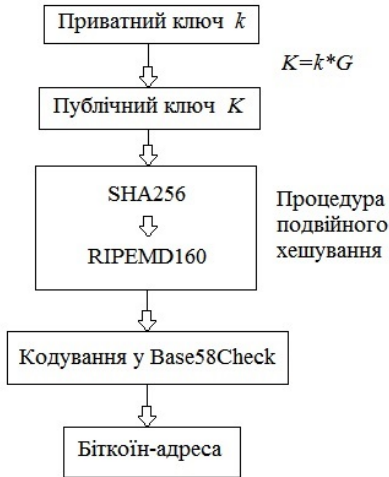 Приватний ключ k
K=k*G
Публічний ключ K
SHA256
RIPEMD160
Процедура
подвійного
хешування
Кодування у Base58Check
Біткоїн-адреса